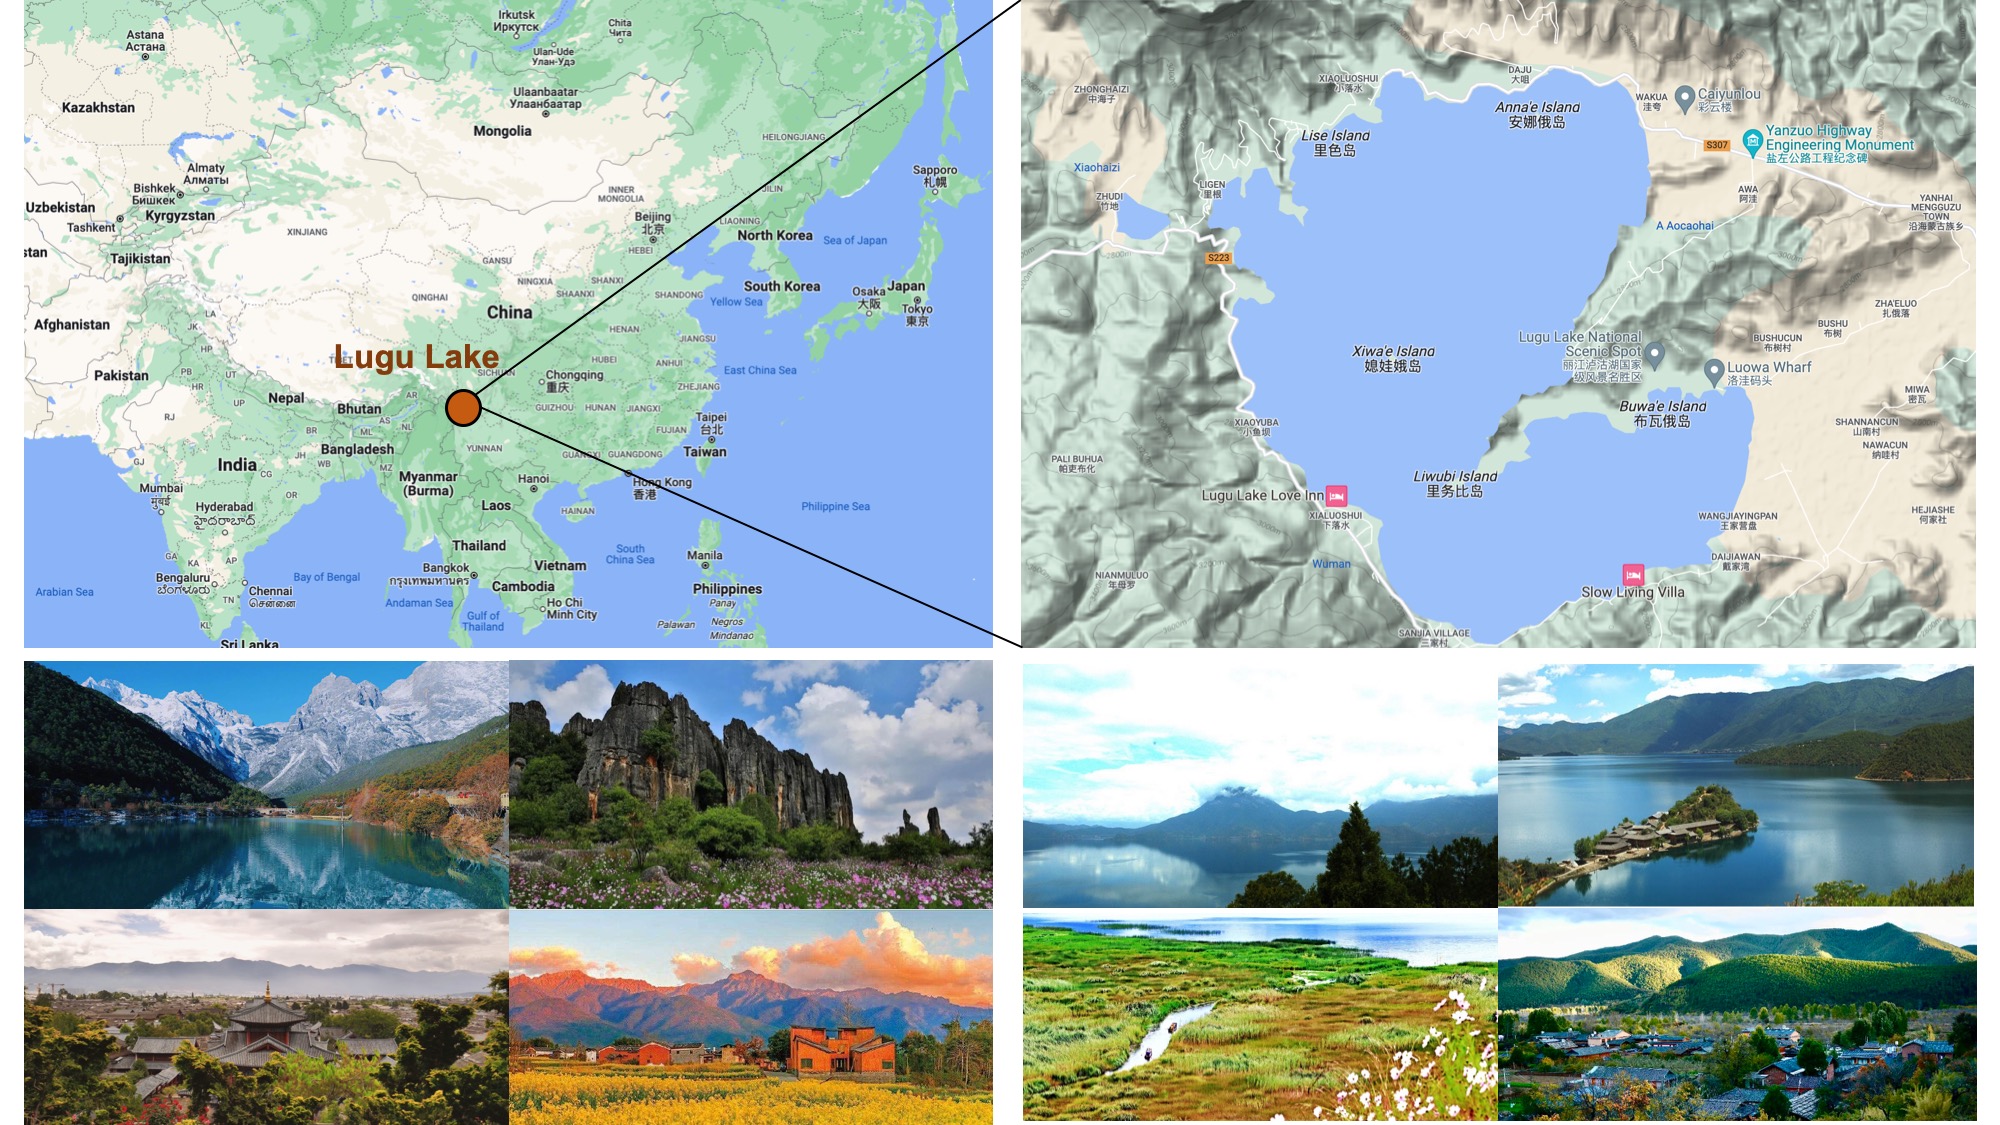 Irkutsk
Иркутск
Chita
Чита
Astana
Астана
Ulan-Ude
Улан-Удэ
Ulaanbaatar
Улаанбаатар
Kazakhstan
Mongolia
HEILONGJIANG
Almaty
Алматы
Sapporo
札幌
Bishkek
Бишкек
INNER
MONGOLIA
JILIN
Uzbekistan
Kyrgyzstan
Beijing
北京
LIAONING
Tashkent
XINJIANG
North Korea
Sea of Japan
stan
Tajikistan
HEBEI
GANSU
NINGXIA
SHANXI
SHAANXI
SHANDONG
South Korea
Osaka
大阪
Japan
QINGHAI
Yellow Sea
Tokyo
東京
LA
China
Afghanistan
HENAN
JK
JIANGSU
HP
Lugu Lake
HUBEI
ANHUI
East China Sea
Pakistan
PB
UT
SICHUAN
Chongqing
重庆
HR
ZHEJIANG
Nepal
AR
UP
Bhutan
GUIZHOU
HUNAN
JIANGXI
RJ
AS
NL
Taipei
台北
BR
ML
FUJIAN
Bangladesh
YUNNAN
GUANGXI
GUANGDONG
Taiwan
JH
GJ
India
WB
MZ
CG
Myanmar
(Burma)
Hanoi
Hong Kong
香港
Mumbai
मुंबई
OR
Laos
Hyderabad
హైదరాబాద్
HAINAN
Philippine Sea
Thailand
South
China Sea
Manila
GA
AP
KA
Vietnam
Bengaluru
ಬೆಂಗಳೂರು
Bay of Bengal
Bangkok
กรุงเทพมหานคร
Arabian Sea
Chennai
சென்னை
Cambodia
Philippines
TN
Andaman Sea
Ho Chi
Minh City
Panay
Gulf of
Thailand
KL
Palawan
Negros
Mindanao
Sri Lanka
DAJU
大咀
XIAOLUOSHUI
小落水
ZHONGHAIZI
中海子
WAKUA
洼夸
Caiyunlou
彩云楼
Anna'e Island
安娜俄岛
Lise Island
里色岛
Yanzuo Highway
Engineering Monument
盐左公路工程纪念碑
S307
Xiaohaizi
LIGEN
里根
ZHUDI
竹地
AWA
阿洼
YANHAI
MENGGUZU
TOWN
沿海蒙古族乡
A Aocaohai
S223
2800m
ZHA'ELUO
扎俄落
BUSHU
布树
Lugu Lake National
Scenic Spot
丽江泸沽湖国家
级风景名胜区
BUSHUCUN
布树村
Xiwa'e Island
媳娃娥岛
Luowa Wharf
洛洼码头
MIWA
密瓦
Buwa'e Island
布瓦俄岛
XIAOYUBA
小鱼坝
SHANNANCUN
山南村
NAWACUN
纳哇村
PALI BUHUA
帕吏布化
Liwubi Island
里务比岛
Lugu Lake Love Inn
XIALUOSHUI
下落水
WANGJIAYINGPAN
王家营盘
HEJIASHE
何家社
Wuman
DAIJIAWAN
戴家湾
NIANMULUO
年母罗
Slow Living Villa
SANJIA VILLAGE
三家村